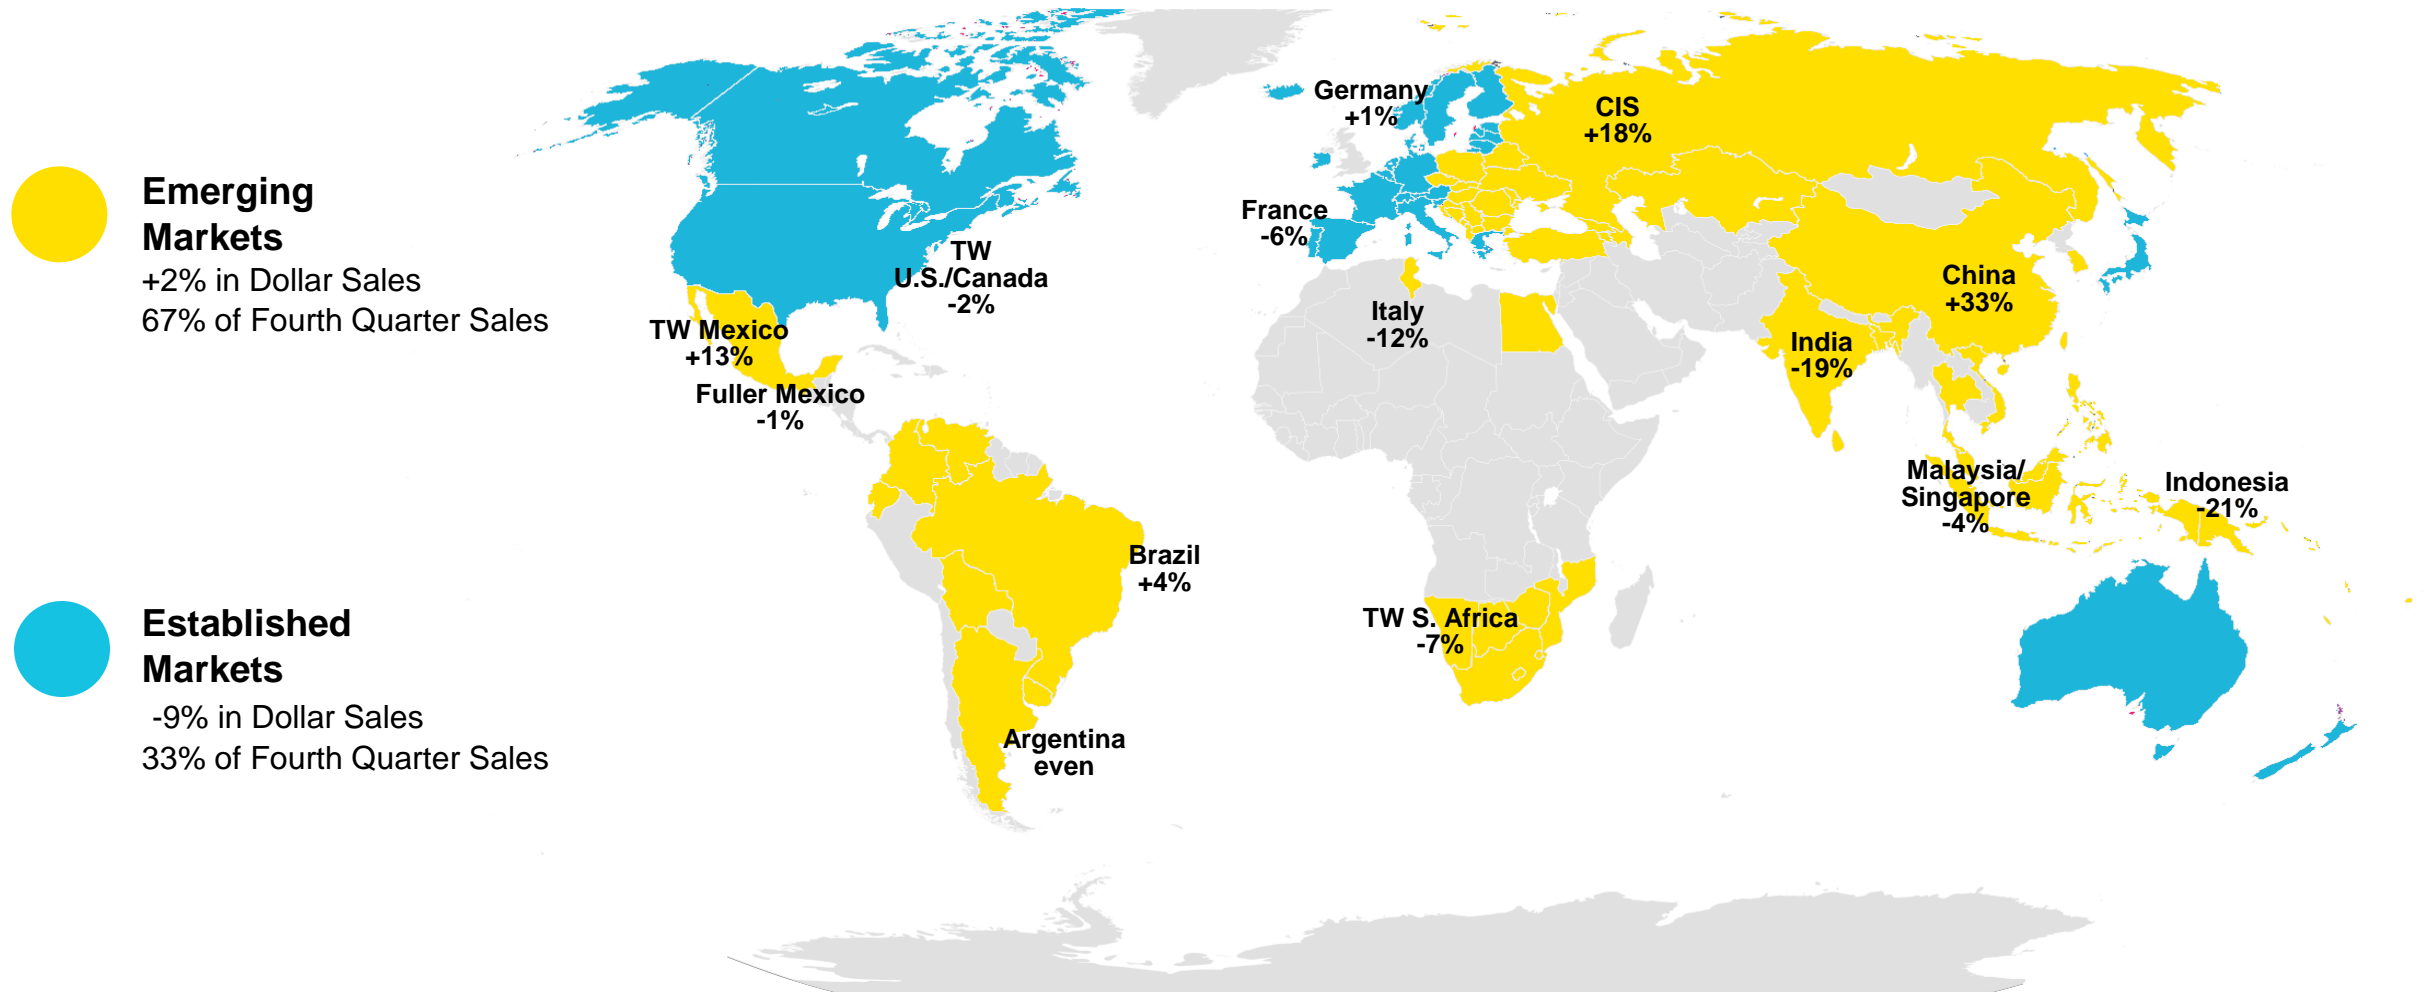 Emerging
Markets
+2% in Dollar Sales
67% of Fourth Quarter Sales
Established
Markets
-9% in Dollar Sales
33% of Fourth Quarter Sales
TW
U.S./Canada
-2%
TW Mexico
+13%
Fuller Mexico
-1%
Brazil
+4%
Argentina
even
Germany
+1%
France
-6%
Italy
-12%
TW S. Africa
-7%
CIS
+18%
China
+33%
India
-19%
Malaysia/
Singapore
-4%
Indonesia
-21%